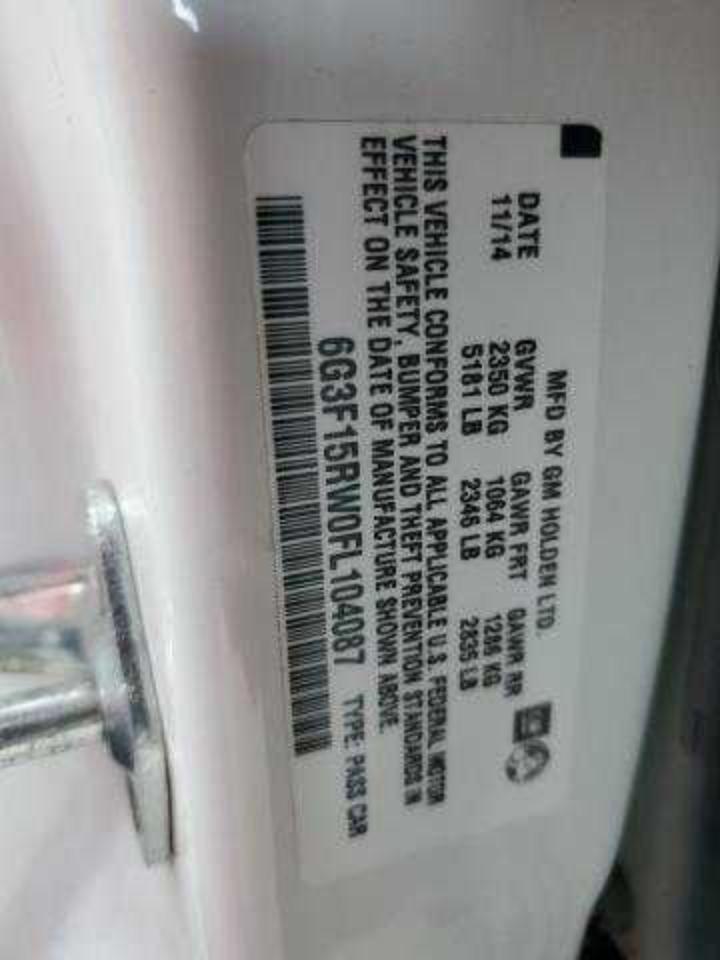 MFD BY GM HOLDEN LTD.
DATE GVWR GAWR FRT GAWR RR
11/14 2350 KG 1064 KG 1286 KG
5181 LB 2346 LB 2835 LB
THIS VEHICLE CONFORMS TO ALL APPLICABLE U.S. FEDERAL MOTOR
VEHICLE SAFETY, BUMPER AND THEFT PREVENTION STANDARDS IN
EFFECT ON THE DATE OF MANUFACTURE SHOWN ABOVE.
6G3F15RW0FL104087 TYPE: PASS CAR